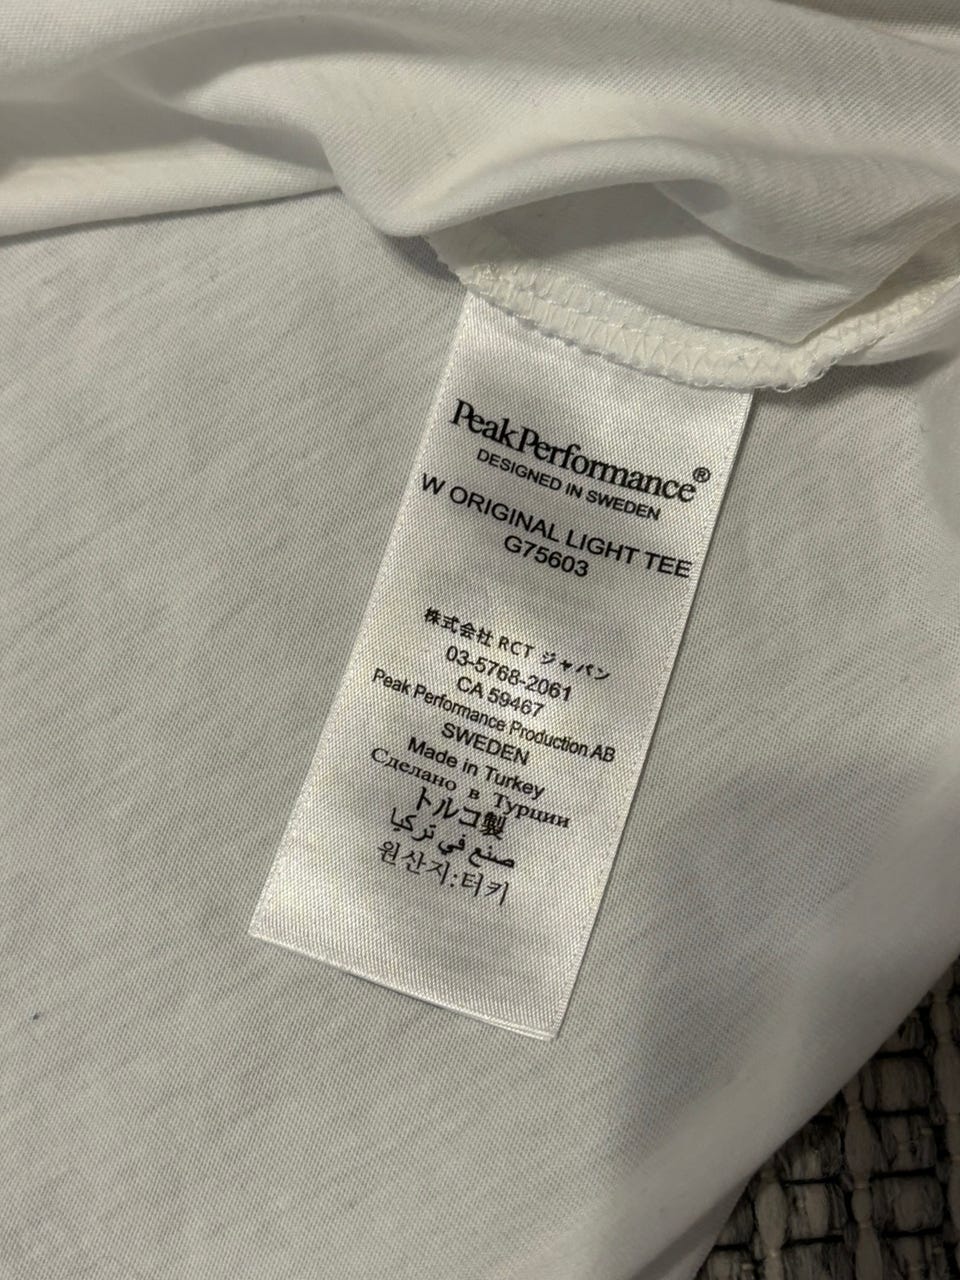 PeakPerformance®
DESIGNED IN SWEDEN
W ORIGINAL LIGHT TEE
G75603
株式会社 RCT ジャパン
03-5768-2061
CA 59467
Peak Performance Production AB
SWEDEN
Made in Turkey
Сделано в Турции
トルコ製
صنع في تركيا
원산지:터키